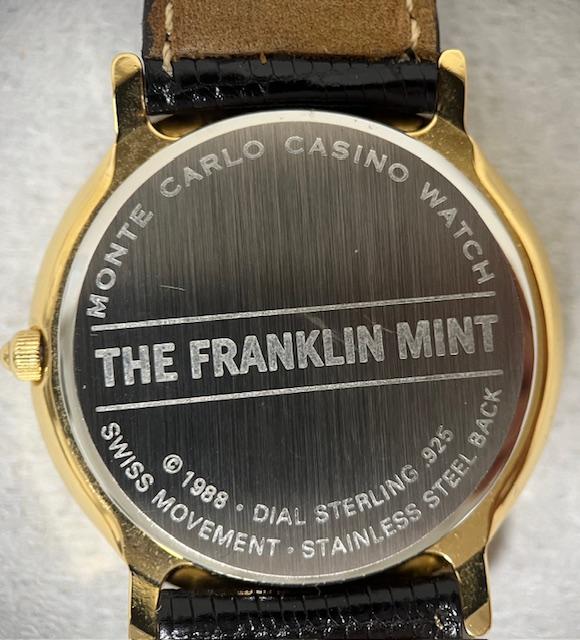 MONTE CARLO CASINO WATCH
THE FRANKLIN MINT
© 1988 · DIAL STERLING .925
SWISS MOVEMENT · STAINLESS STEEL BACK